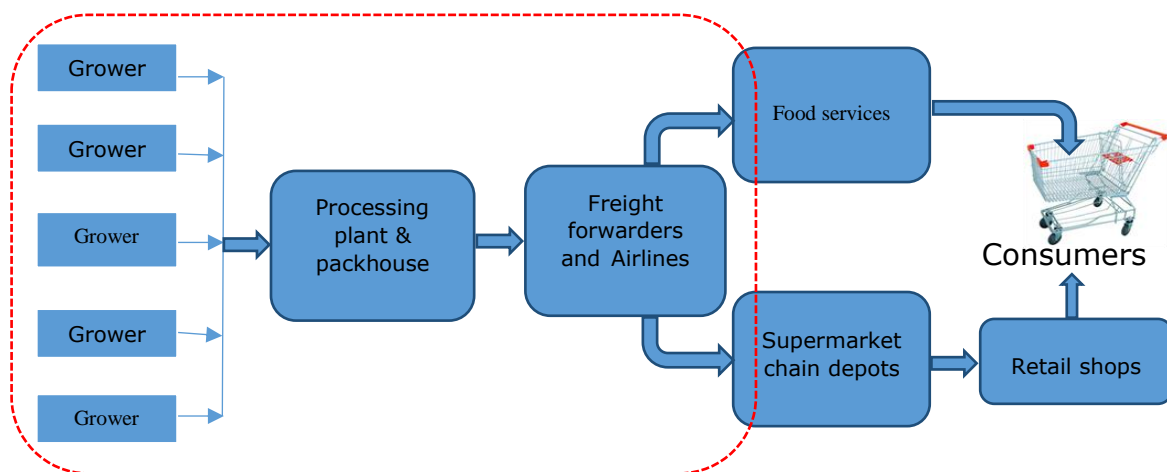 Grower
Grower
Grower
Grower
Grower
Processing
plant &
packhouse
Freight
forwarders
and Airlines
Food services
Supermarket
chain depots
Retail shops
Consumers